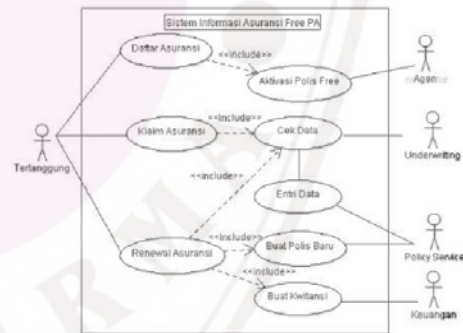 Sistem Informasi Asuransi Free PA
Daftar Asuransi
<<include>>
Aktivasi Polis Free
Agen
Klaim Asuransi
<<include>>
Cek Data
Underwriting
Tertanggung
<<include>>
Entri Data
Renewal Asuransi
<<include>>
Buat Polis Baru
Policy Service
<<include>>
Buat Kwitansi
Keuangan